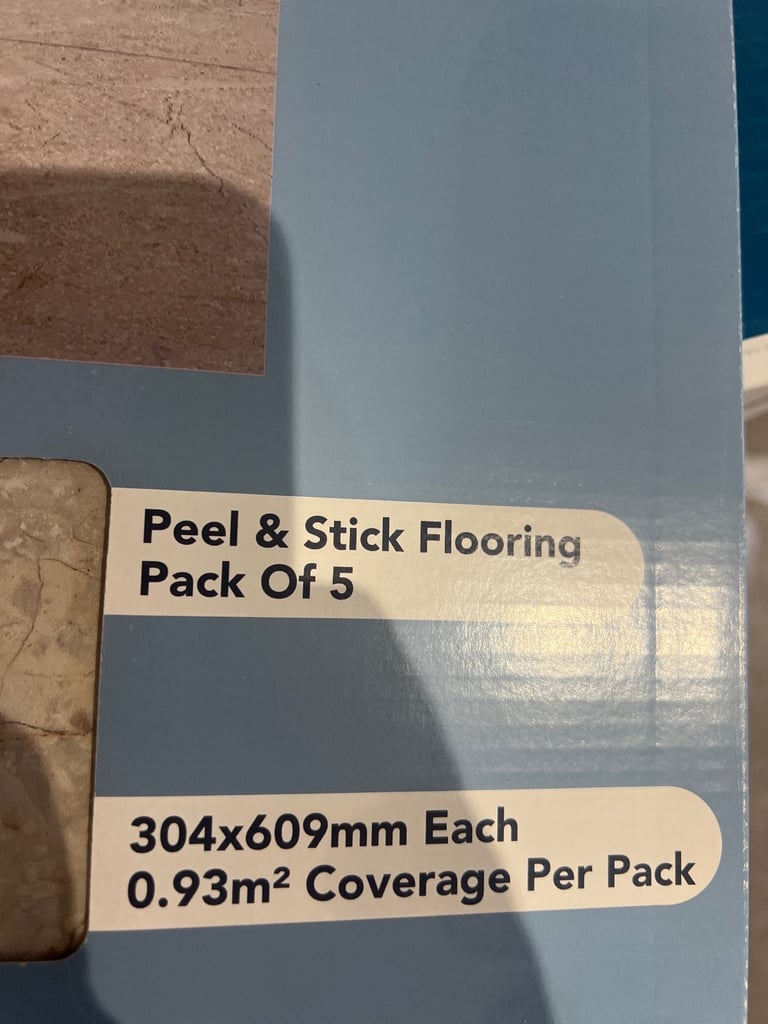 Peel & Stick Flooring
Pack Of 5
304x609mm Each
0.93m² Coverage Per Pack